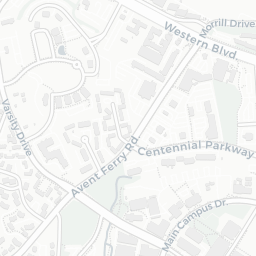 Morrill Drive
Western Blvd
Varsity Drive
Avent Ferry Rd
Centennial Parkway
Main Campus Dr.